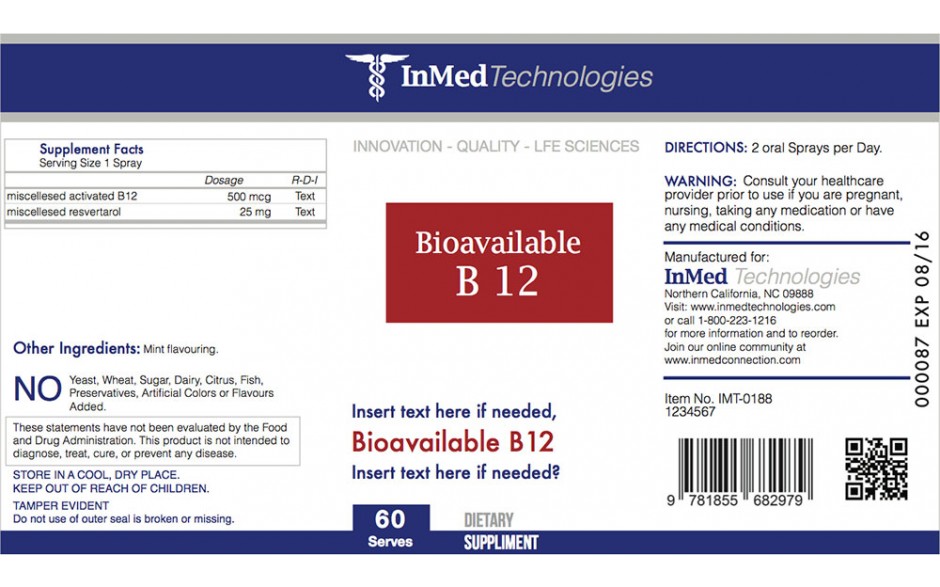 InMed Technologies
Supplement Facts
Serving Size 1 Spray
Dosage R-D-I
miscellesed activated B12 500 mcg Text
miscellesed resvertarol 25 mg Text
Other Ingredients: Mint flavouring.
NO Yeast, Wheat, Sugar, Dairy, Citrus, Fish,
Preservatives, Artificial Colors or Flavours
Added.
These statements have not been evaluated by the Food
and Drug Administration. This product is not intended to
diagnose, treat, cure, or prevent any disease.
STORE IN A COOL, DRY PLACE.
KEEP OUT OF REACH OF CHILDREN.
TAMPER EVIDENT
Do not use of outer seal is broken or missing.
INNOVATION - QUALITY - LFE SCIENCES
Bioavailable
B 12
Insert text here if needed,
Bioavailable B12
Insert text here if needed?
60
Serves
DIETARY
SUPPLIMENT
DIRECTIONS: 2 oral Sprays per Day.
WARNING: Consult your healthcare
provider prior to use if you are pregnant,
nursing, taking any medication or have
any medical conditions.
Manufactured for:
InMed Technologies
Northern California, NC 09888
Visit: www.inmedtechnologies.com
or call 1-800-223-1216
for more information and to reorder.
Join our online community at
www.inmedconnection.com
Item No. IMT-0188
1234567
9 781855 682979
000087 EXP 08/16